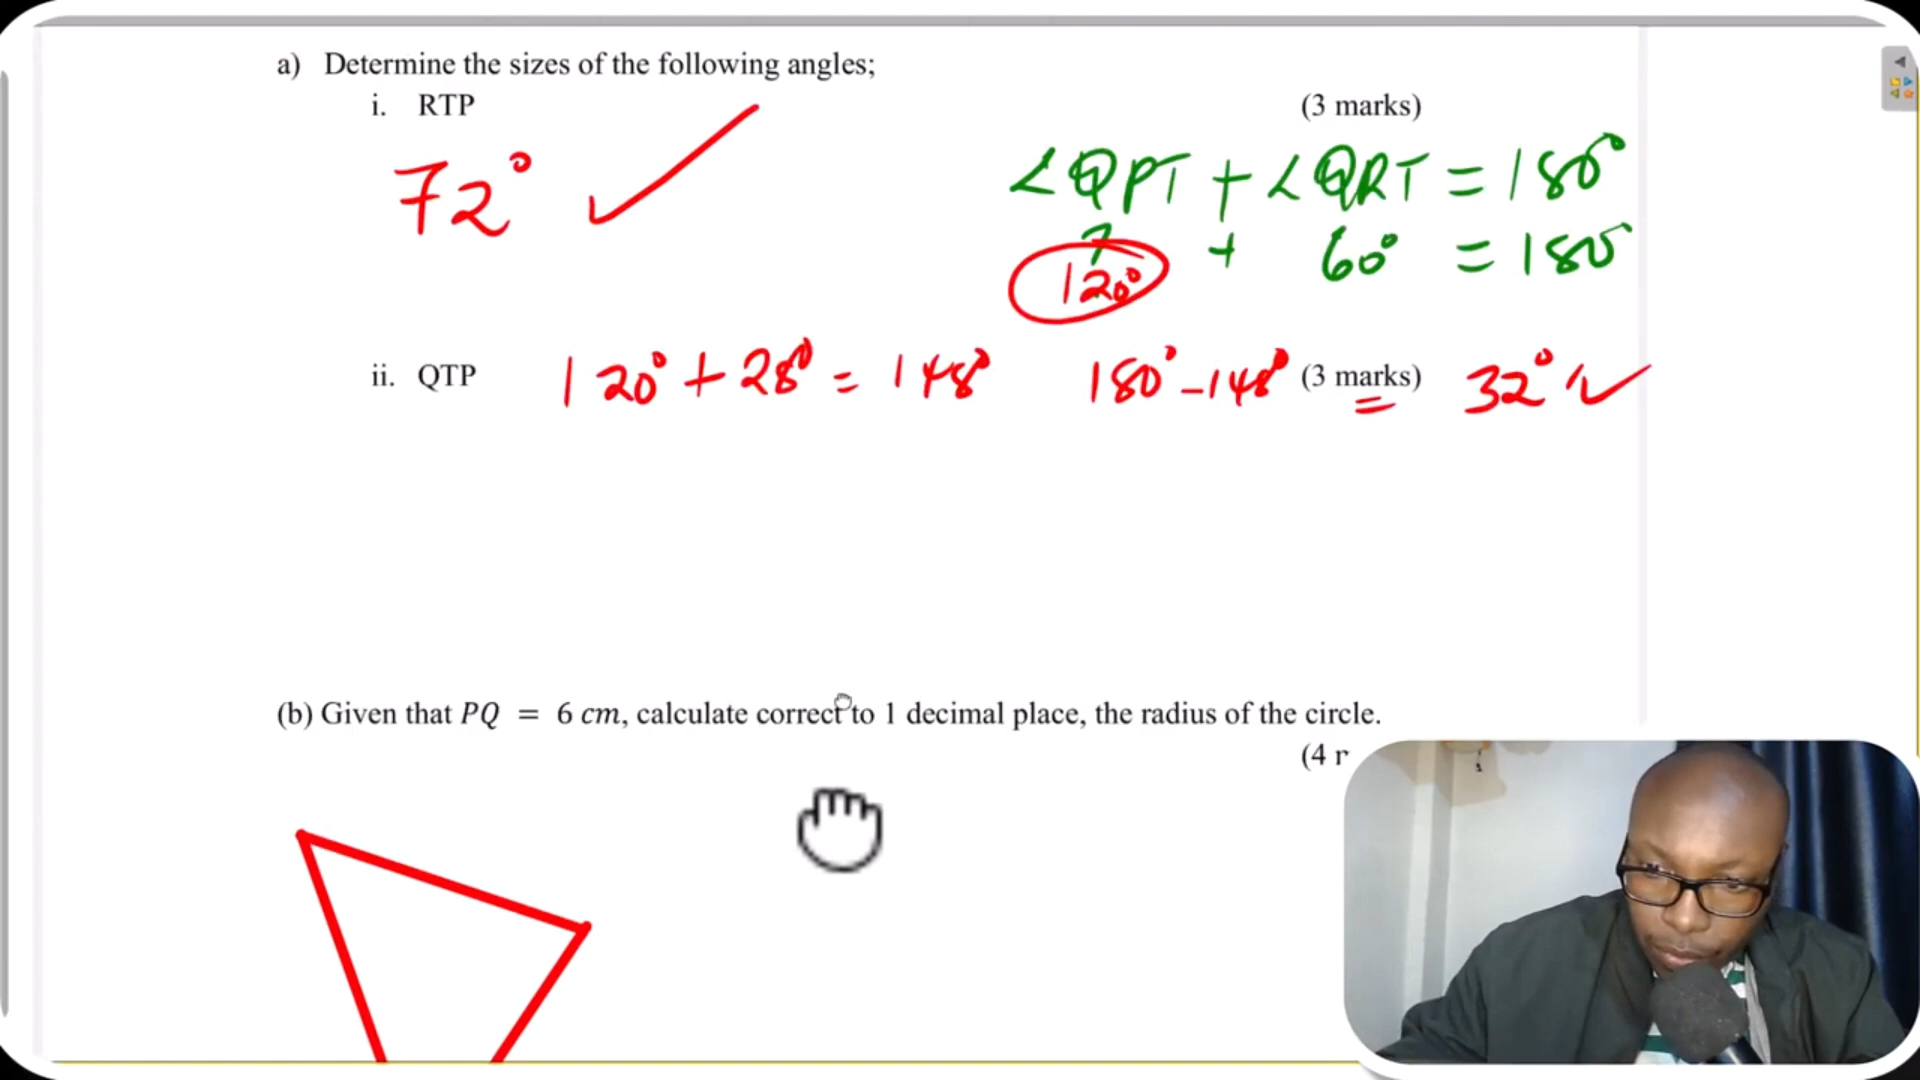 a) Determine the sizes of the following angles;
i. RTP (3 marks)
72° ∠QPT + ∠QRT = 180°
? + 60° = 180°
120°
ii. QTP 120° + 28° = 148° 180° - 148° (3 marks) 32°
(b) Given that PQ = 6 cm, calculate correct to 1 decimal place, the radius of the circle.
(4